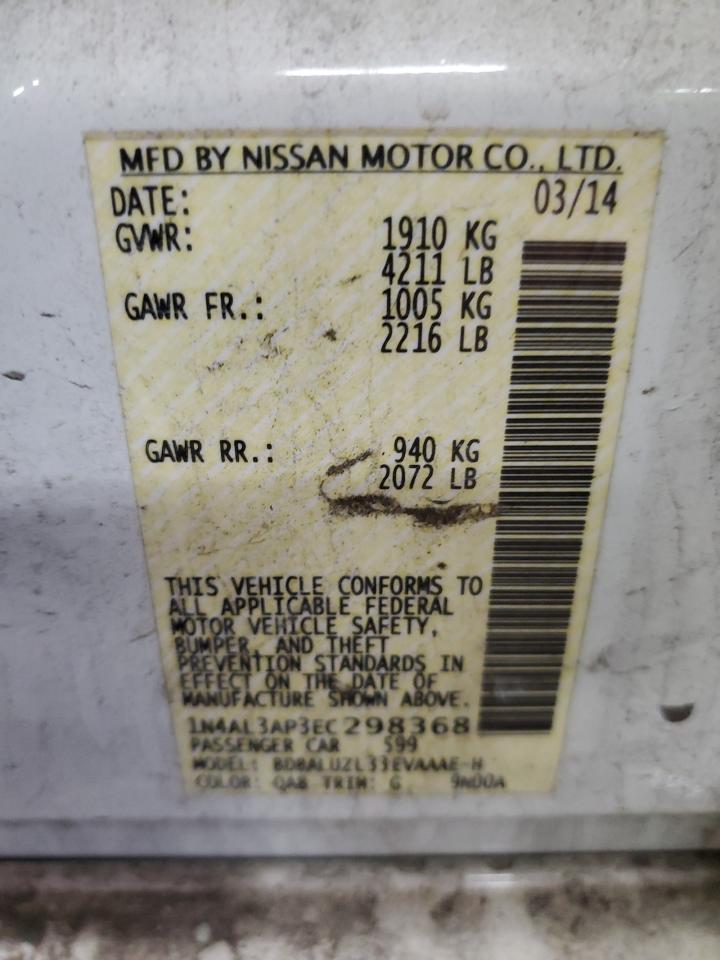 MFD BY NISSAN MOTOR CO., LTD.
DATE: 03/14
GVWR: 1910 KG
4211 LB
GAWR FR.: 1005 KG
2216 LB
GAWR RR.: 940 KG
2072 LB
THIS VEHICLE CONFORMS TO
ALL APPLICABLE FEDERAL
MOTOR VEHICLE SAFETY,
BUMPER, AND THEFT
PREVENTION STANDARDS IN
EFFECT ON THE DATE OF
MANUFACTURE SHOWN ABOVE.
1N4AL3AP3EC298368
PASSENGER CAR 599
MODEL:
COLOR: QAB TRIM: G